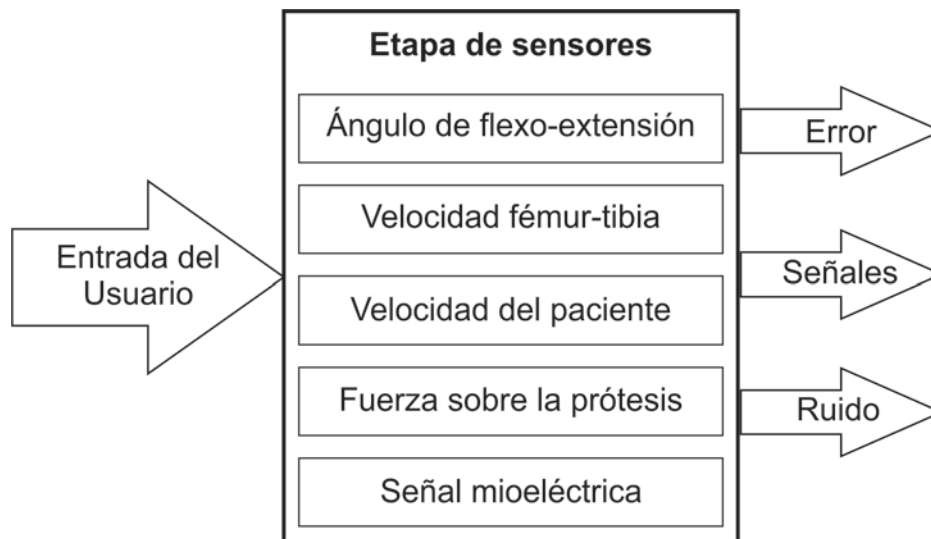 Etapa de sensores
Entrada del
Usuario
Ángulo de flexo-extensión
Velocidad fémur-tibia
Velocidad del paciente
Fuerza sobre la prótesis
Señal mioeléctrica
Error
Señales
Ruido